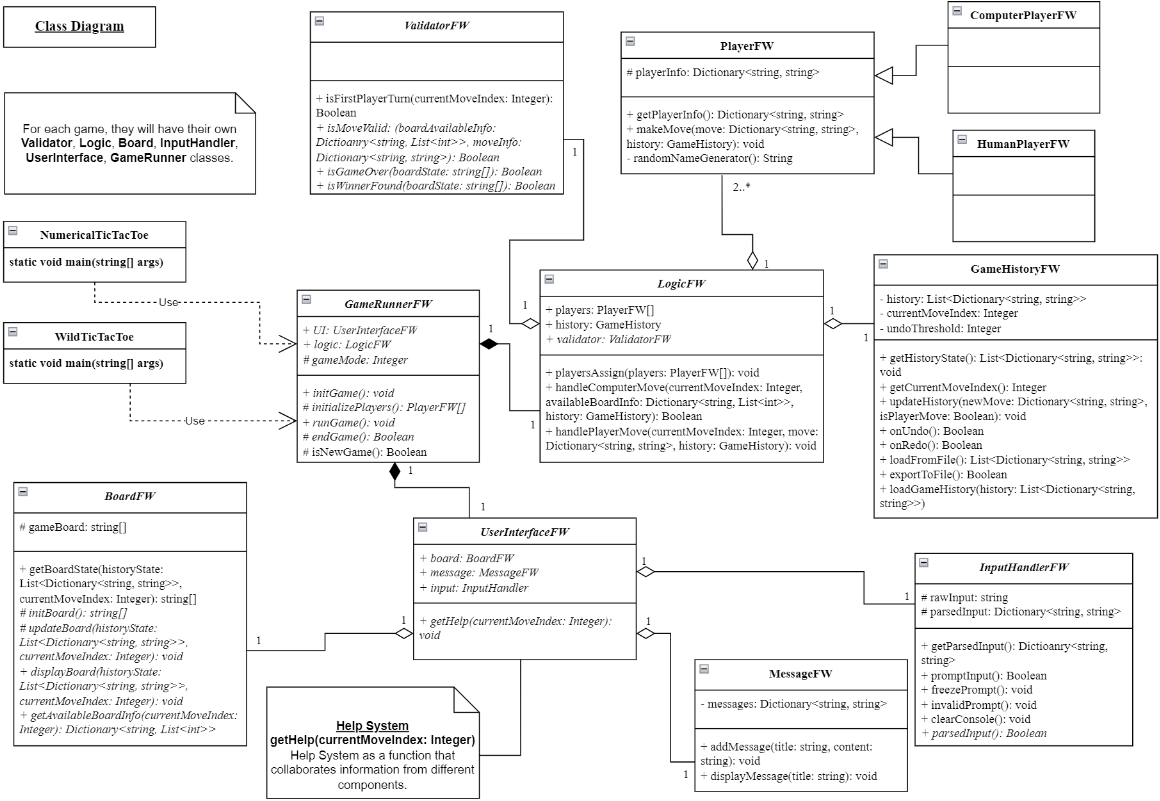 Class Diagram
For each game, they will have their own
Validator, Logic, Board, InputHandler,
UserInterface, GameRunner classes.
ValidatorFW
+ isFirstPlayerTurn(currentMoveIndex: Integer):
Boolean
+ isMoveValid: (boardAvailableInfo:
Dictioanry<string, List<int>>, moveInfo:
Dictionary<string, string>): Boolean
+ isGameOver(boardState: string[]): Boolean
+ isWinnerFound(boardState: string[]): Boolean
1
PlayerFW
# playerInfo: Dictionary<string, string>
+ getPlayerInfo(): Dictionary<string, string>
+ makeMove(move: Dictionary<string, string>,
history: GameHistory): void
- randomNameGenerator(): String
2..*
1
ComputerPlayerFW
HumanPlayerFW
NumericalTicTacToe
static void main(string[] args)
Use
WildTicTacToe
static void main(string[] args)
Use
GameRunnerFW
+ UI: UserInterfaceFW
+ logic: LogicFW
# gameMode: Integer
+ initGame(): void
# initializePlayers(): PlayerFW[]
+ runGame(): void
# endGame(): Boolean
# isNewGame(): Boolean
1
1
1
1
1
LogicFW
+ players: PlayerFW[]
+ history: GameHistory
+ validator: ValidatorFW
+ playersAssign(players: PlayerFW[]): void
+ handleComputerMove(currentMoveIndex: Integer,
availableBoardInfo: Dictionary<string, List<int>>,
history: GameHistory): Boolean
+ handlePlayerMove(currentMoveIndex: Integer, move:
Dictionary<string, string>, history: GameHistory): void
1
1
GameHistoryFW
- history: List<Dictionary<string, string>>
- currentMoveIndex: Integer
- undoThreshold: Integer
+ getHistoryState(): List<Dictionary<string, string>>:
void
+ getCurrentMoveIndex(): Integer
+ updateHistory(newMove: Dictionary<string, string>,
isPlayerMove: Boolean): void
+ onUndo(): Boolean
+ onRedo(): Boolean
+ loadFromFile(): List<Dictionary<string, string>>
+ exportToFile(): Boolean
+ loadGameHistory(history: List<Dictionary<string,
string>>)
BoardFW
# gameBoard: string[]
+ getBoardState(historyState:
List<Dictionary<string, string>>,
currentMoveIndex: Integer): string[]
# initBoard(): string[]
# updateBoard(historyState:
List<Dictionary<string, string>>,
currentMoveIndex: Integer): void
+ displayBoard(historyState:
List<Dictionary<string, string>>,
currentMoveIndex: Integer): void
+ getAvailableBoardInfo(currentMoveIndex:
Integer): Dictionary<string, List<int>>
1
1
UserInterfaceFW
+ board: BoardFW
+ message: MessageFW
+ input: InputHandler
+ getHelp(currentMoveIndex: Integer):
void
1
1
1
1
InputHandlerFW
# rawInput: string
# parsedInput: Dictionary<string, string>
+ getParsedInput(): Dictioanry<string,
string>
+ promptInput(): Boolean
+ freezePrompt(): void
+ invalidPrompt(): void
+ clearConsole(): void
+ parsedInput(): Boolean
MessageFW
- messages: Dictionary<string, string>
+ addMessage(title: string, content:
string): void
+ displayMessage(title: string): void
Help System
getHelp(currentMoveIndex: Integer)
Help System as a function that
collaborates information from different
components.